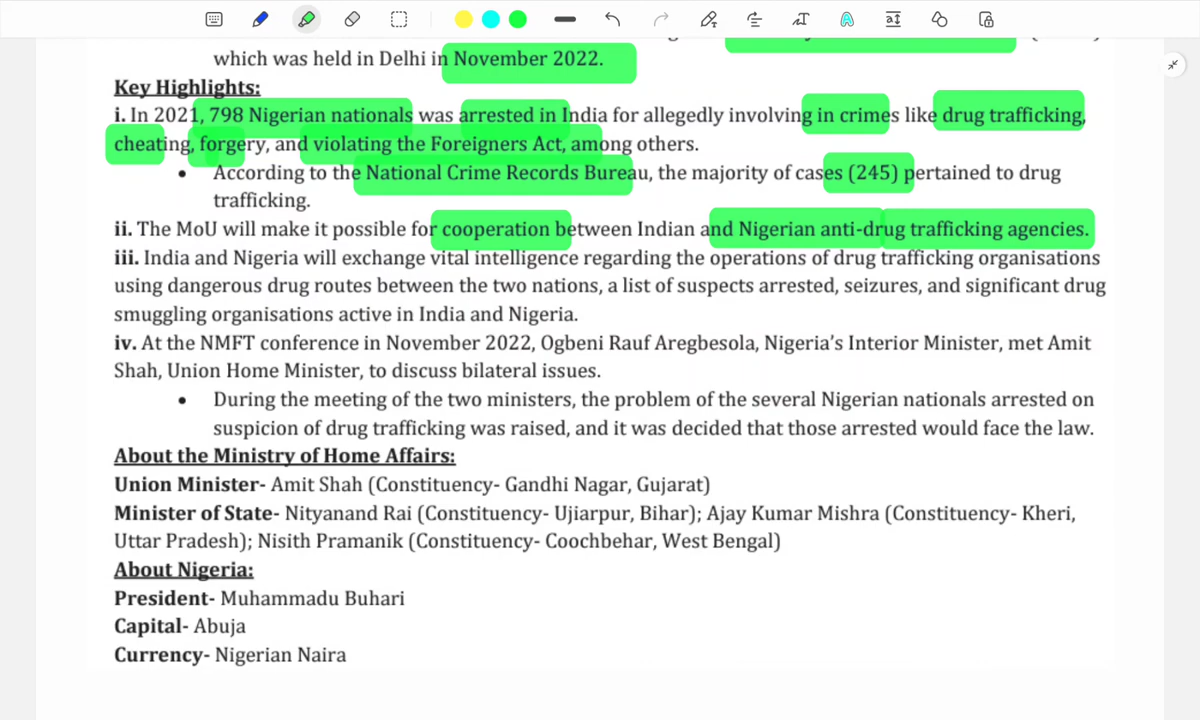 which was held in Delhi in November 2022.
Key Highlights:
i. In 2021, 798 Nigerian nationals was arrested in India for allegedly involving in crimes like drug trafficking,
cheating, forgery, and violating the Foreigners Act, among others.
• According to the National Crime Records Bureau, the majority of cases (245) pertained to drug
trafficking.
ii. The MoU will make it possible for cooperation between Indian and Nigerian anti-drug trafficking agencies.
iii. India and Nigeria will exchange vital intelligence regarding the operations of drug trafficking organisations
using dangerous drug routes between the two nations, a list of suspects arrested, seizures, and significant drug
smuggling organisations active in India and Nigeria.
iv. At the NMFT conference in November 2022, Ogbeni Rauf Aregbesola, Nigeria’s Interior Minister, met Amit
Shah, Union Home Minister, to discuss bilateral issues.
• During the meeting of the two ministers, the problem of the several Nigerian nationals arrested on
suspicion of drug trafficking was raised, and it was decided that those arrested would face the law.
About the Ministry of Home Affairs:
Union Minister- Amit Shah (Constituency- Gandhi Nagar, Gujarat)
Minister of State- Nityanand Rai (Constituency- Ujiarpur, Bihar); Ajay Kumar Mishra (Constituency- Kheri,
Uttar Pradesh); Nisith Pramanik (Constituency- Coochbehar, West Bengal)
About Nigeria:
President- Muhammadu Buhari
Capital- Abuja
Currency- Nigerian Naira